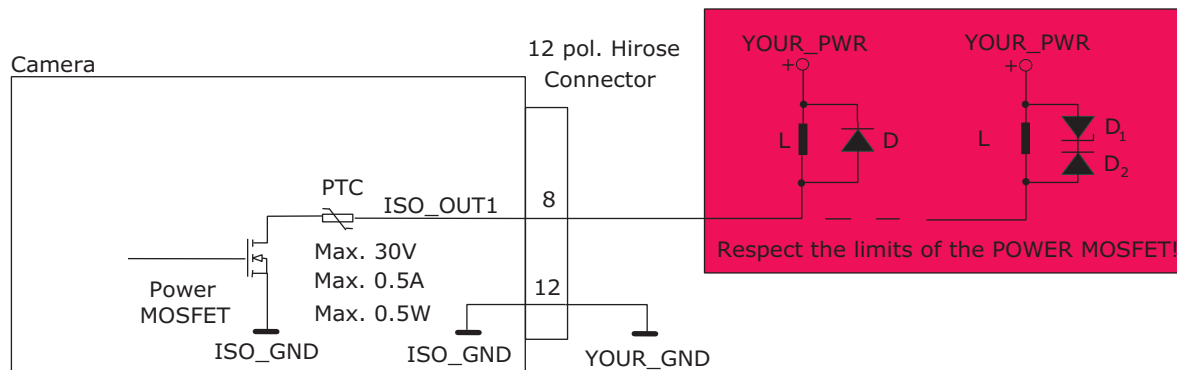 Camera
12 pol. Hirose
Connector
YOUR_PWR
+
L
D
YOUR_PWR
+
L
D1
D2
PTC
ISO_OUT1
8
Max. 30V
Max. 0.5A
Max. 0.5W
Power
MOSFET
ISO_GND
ISO_GND
12
YOUR_GND
Respect the limits of the POWER MOSFET!